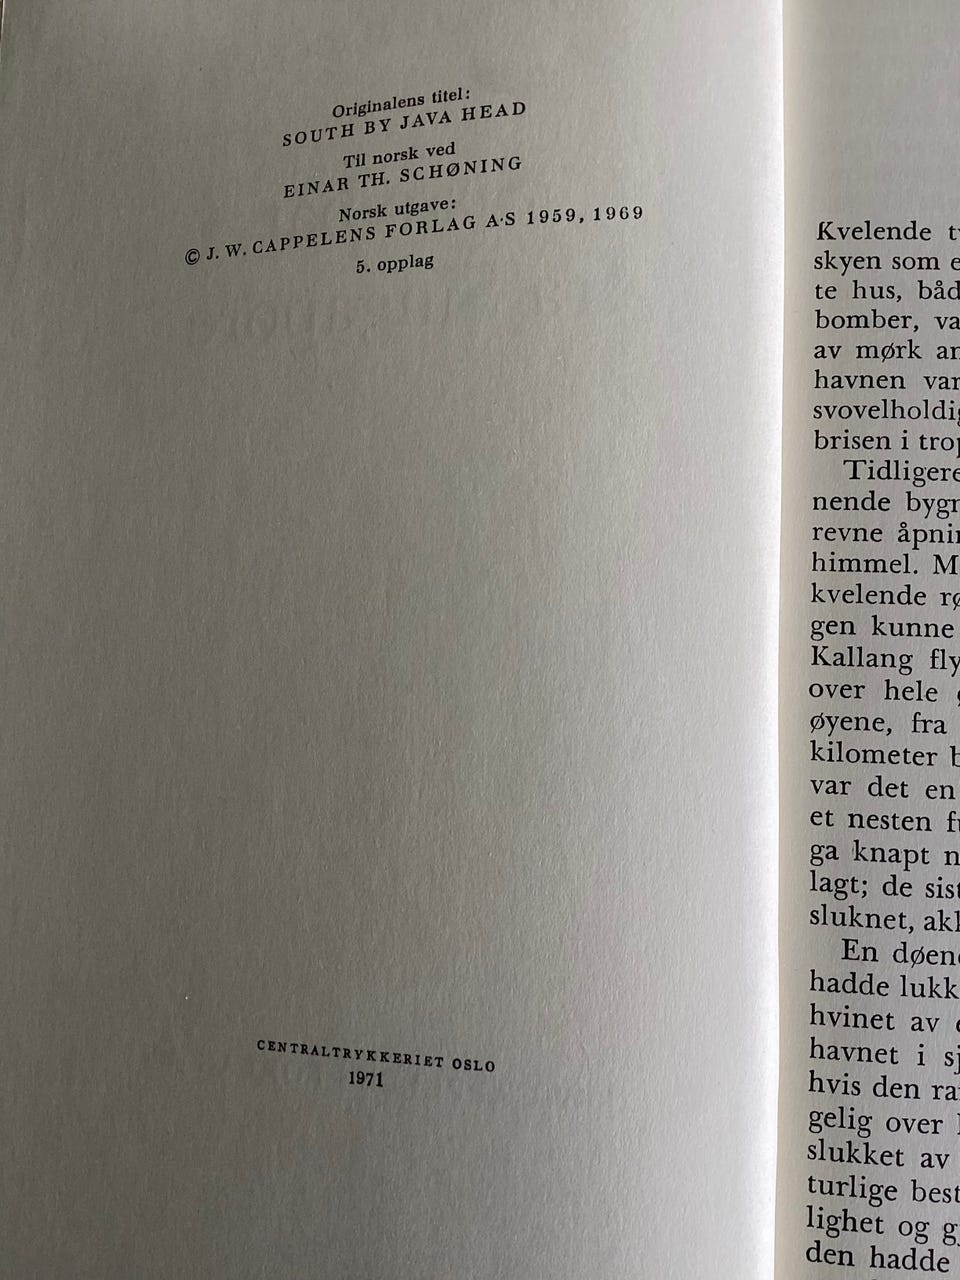 Originalens titel:
SOUTH BY JAVA HEAD
Til norsk ved
EINAR TH. SCHØNING
Norsk utgave:
© J. W. CAPPELENS FORLAG A·S 1959, 1969
5. opplag
CENTRALTRYKKERIET OSLO
1971
Kvelende
skyen som
te hus,
bomber,
av mørk
havnen
brisen i
Tidligere
nende
revne
himmel.
kvelende
gen kunne
Kallang
over hele
øyene, fra
kilometer
var det en
et nesten
ga knapt
lagt; de
sluknet,
En
hadde
hvinet av
havnet i
hvis den
gelig over
slukket av
turlige
lighet og
den hadde